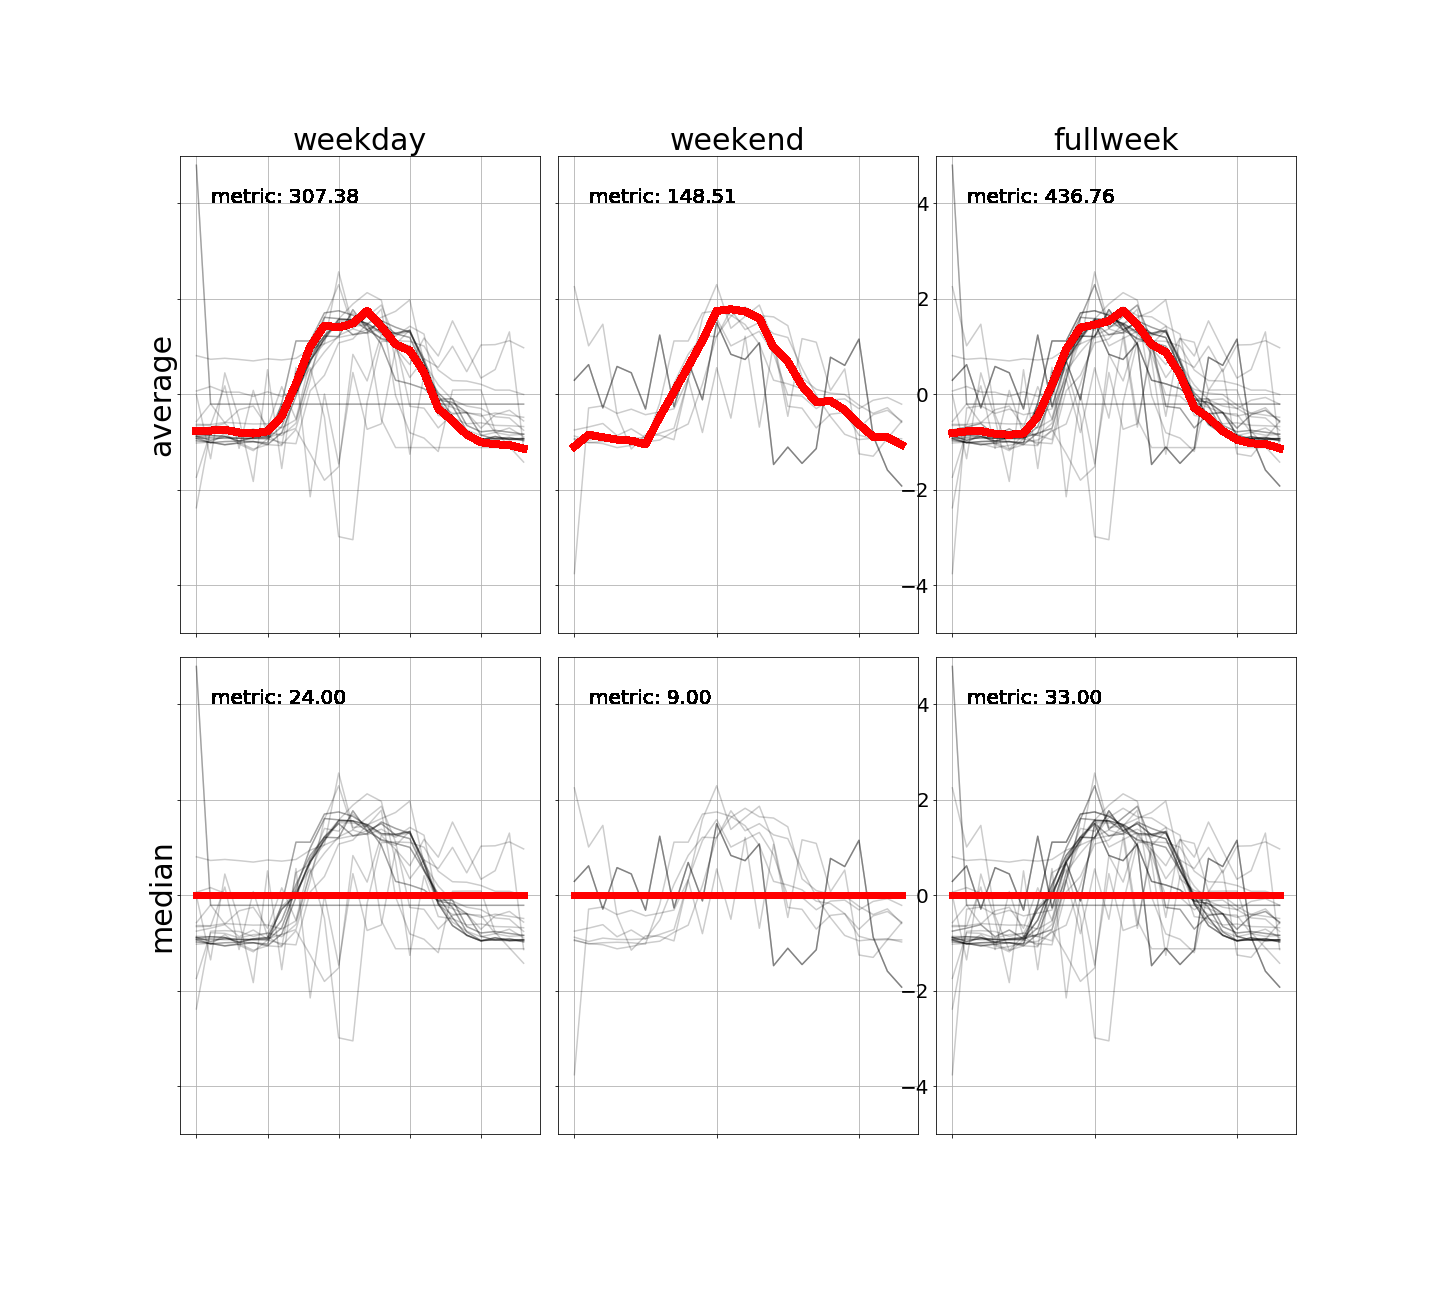 weekday
weekend
fullweek
average
metric: 307.38
metric: 148.51
metric: 436.76
4
2
0
−2
−4
median
metric: 24.00
metric: 9.00
metric: 33.00
4
2
0
−2
−4